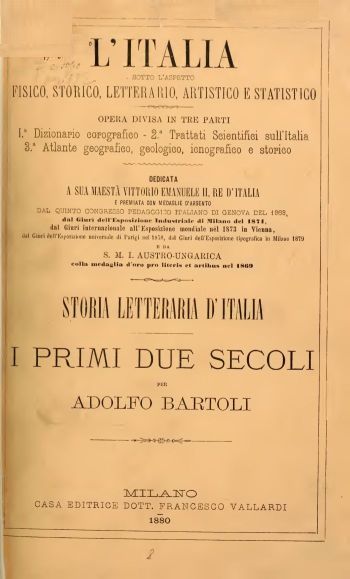 L'ITALIA
SOTTO L'ASPETTO
FISICO, STORICO, LETTERARIO, ARTISTICO E STATISTICO
OPERA DIVISA IN TRE PARTI
1.ª Dizionario corografico - 2.ª Trattati Scientifici sull'Italia
3.ª Atlante geografico, geologico, iconografico e storico
DEDICATA
A SUA MAESTÀ VITTORIO EMANUELE II, RE D'ITALIA
E PREMIATA CON MEDAGLIE D'ARGENTO
DAL QUINTO CONGRESSO PEDAGOGICO ITALIANO DI GENOVA DEL 1868,
dal Giurì dell'Esposizione Industriale di Milano del 1871,
dal Giurì internazionale all'Esposizione mondiale nel 1873 in Vienna,
dal Giurì dell'Esposizione universale di Parigi nel 1878, dal Giurì dell'Esposizione tipografica in Milano 1879
E DA
S. M. I. AUSTRO-UNGARICA
colla medaglia d'oro pro literis et artibus nel 1869
STORIA LETTERARIA D'ITALIA
I PRIMI DUE SECOLI
PER
ADOLFO BARTOLI
MILANO
CASA EDITRICE DOTT. FRANCESCO VALLARDI
1880
2